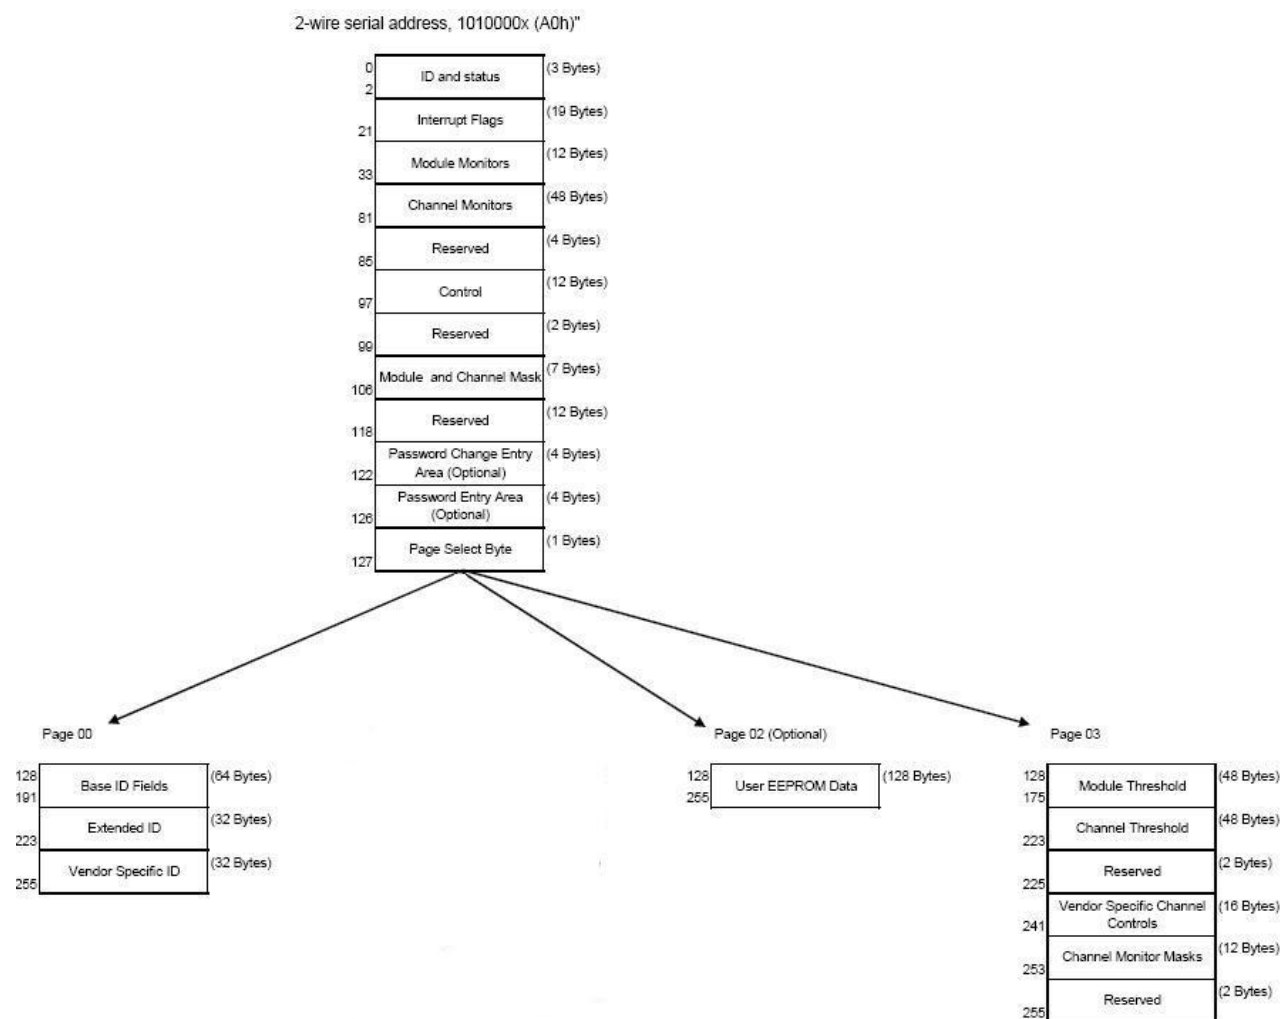 2-wire serial address, 1010000x (A0h)"
0
2
ID and status
(3 Bytes)
21
Interrupt Flags
(19 Bytes)
33
Module Monitors
(12 Bytes)
81
Channel Monitors
(48 Bytes)
85
Reserved
(4 Bytes)
97
Control
(12 Bytes)
99
Reserved
(2 Bytes)
106
Module and Channel Mask
(7 Bytes)
118
Reserved
(12 Bytes)
122
Password Change Entry
Area (Optional)
(4 Bytes)
126
Password Entry Area
(Optional)
(4 Bytes)
127
Page Select Byte
(1 Bytes)
Page 00
128
191
Base ID Fields
(64 Bytes)
223
Extended ID
(32 Bytes)
255
Vendor Specific ID
(32 Bytes)
Page 02 (Optional)
128
255
User EEPROM Data
(128 Bytes)
Page 03
128
175
Module Threshold
(48 Bytes)
223
Channel Threshold
(48 Bytes)
225
Reserved
(2 Bytes)
241
Vendor Specific Channel
Controls
(16 Bytes)
253
Channel Monitor Masks
(12 Bytes)
255
Reserved
(2 Bytes)